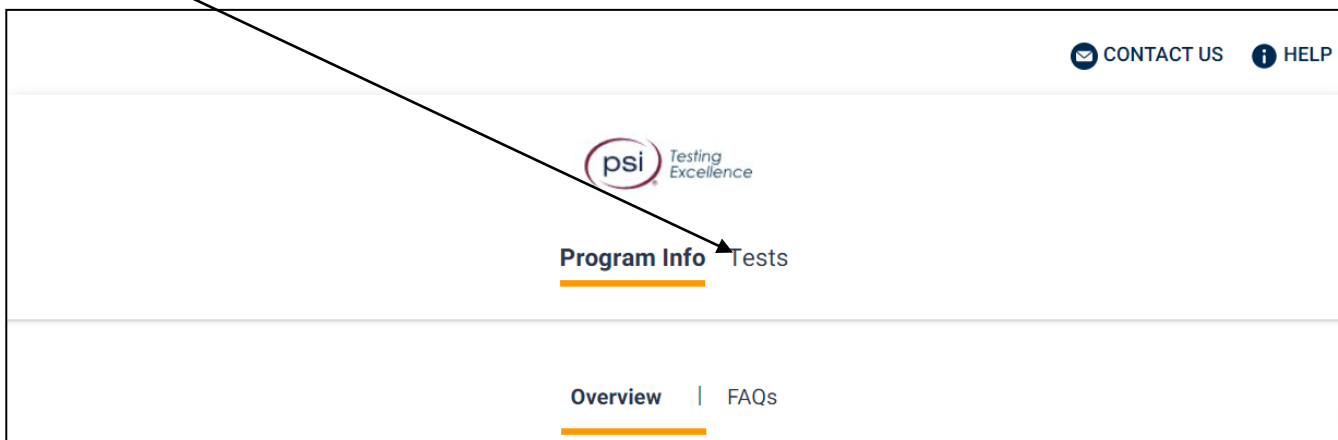 CONTACT US HELP
psi Testing
Excellence
Program Info Tests
Overview | FAQs